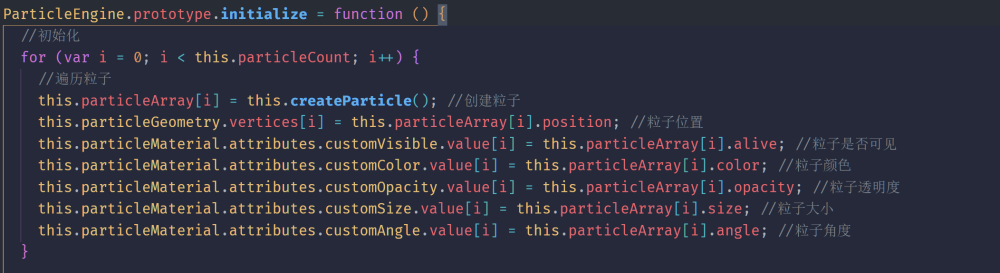 ParticleEngine.prototype.initialize = function () {
//初始化
for (var i = 0; i < this.particleCount; i++) {
//遍历粒子
this.particleArray[i] = this.createParticle(); //创建粒子
this.particleGeometry.vertices[i] = this.particleArray[i].position; //粒子位置
this.particleMaterial.attributes.customVisible.value[i] = this.particleArray[i].alive; //粒子是否可见
this.particleMaterial.attributes.customColor.value[i] = this.particleArray[i].color; //粒子颜色
this.particleMaterial.attributes.customOpacity.value[i] = this.particleArray[i].opacity; //粒子透明度
this.particleMaterial.attributes.customSize.value[i] = this.particleArray[i].size; //粒子大小
this.particleMaterial.attributes.customAngle.value[i] = this.particleArray[i].angle; //粒子角度
}